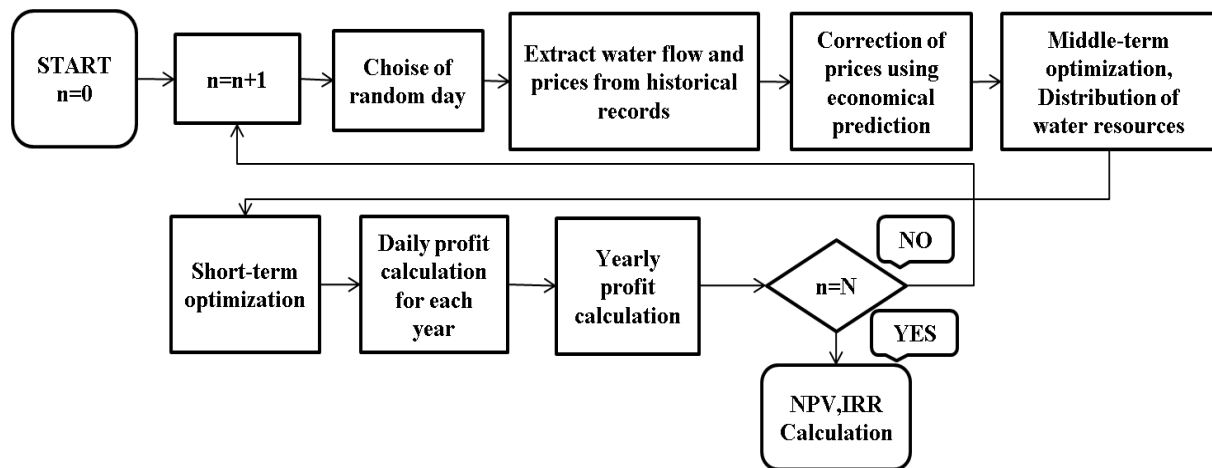 START
n=0
n=n+1
Choise of
random day
Extract water flow and
prices from historical
records
Correction of
prices using
economical
prediction
Middle-term
optimization,
Distribution of
water resources
Short-term
optimization
Daily profit
calculation
for each
year
Yearly
profit
calculation
n=N
NO
YES
NPV,IRR
Calculation